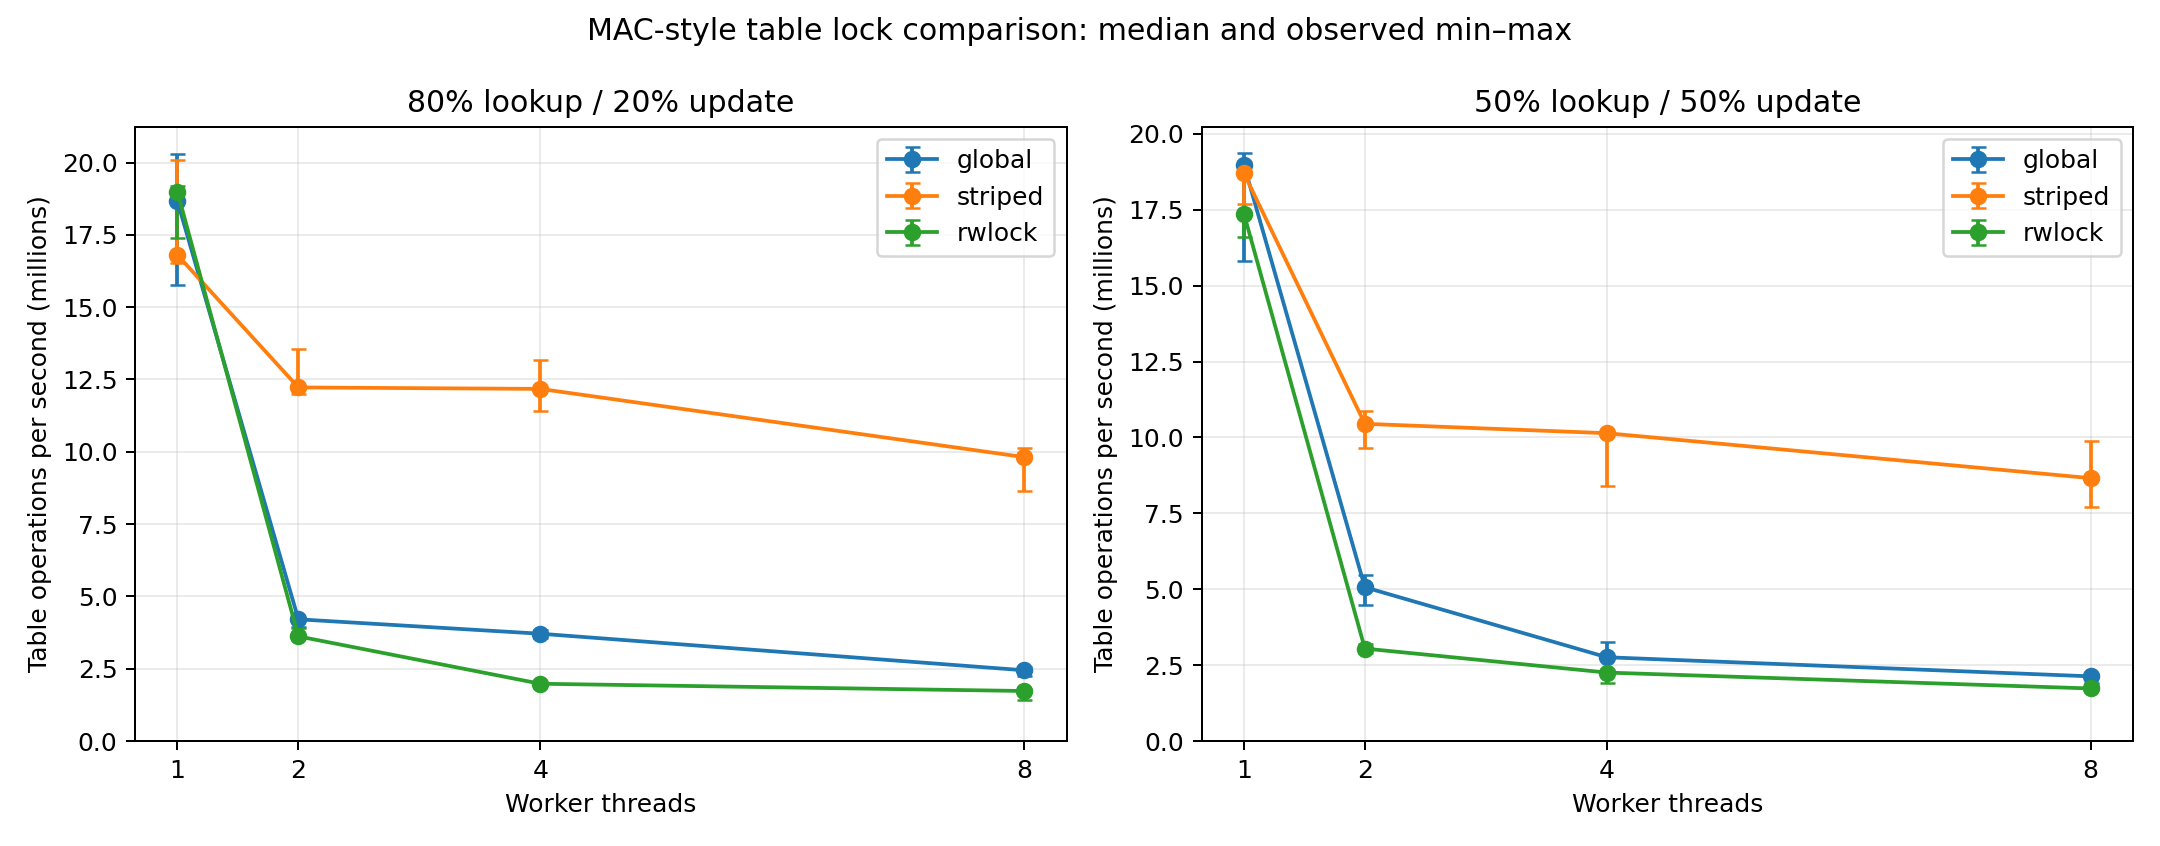 MAC-style table lock comparison: median and observed min–max
80% lookup / 20% update
Table operations per second (millions)
20.0
17.5
15.0
12.5
10.0
7.5
5.0
2.5
0.0
global
striped
rwlock
1 2 4 8
Worker threads
50% lookup / 50% update
Table operations per second (millions)
20.0
17.5
15.0
12.5
10.0
7.5
5.0
2.5
0.0
global
striped
rwlock
1 2 4 8
Worker threads